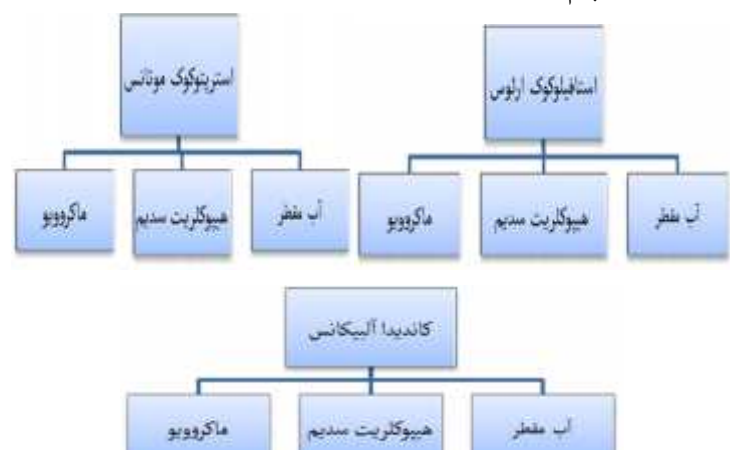 استافیلوکوک ارلوس
آب مقطر
هیپوکلریت سدیم
ماکروویو
استرپتوکوک موتانس
آب مقطر
هیپوکلریت سدیم
ماکروویو
کاندیدا آلبیکانس
آب مقطر
هیپوکلریت سدیم
ماکروویو